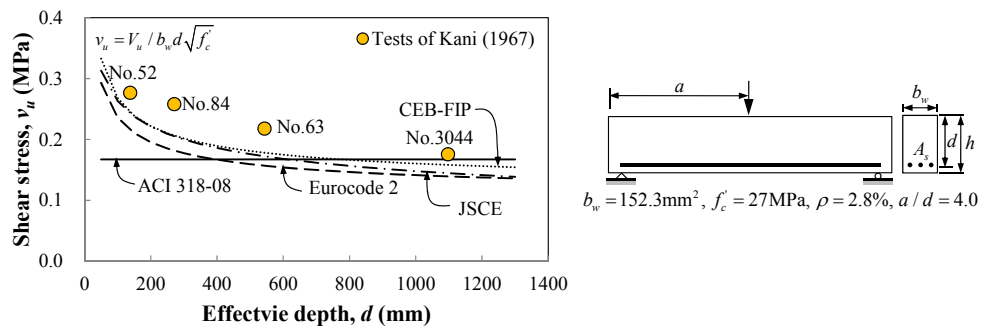 v_u = V_u / b_w d√f_c'
Tests of Kani (1967)
No.52
No.84
No.63
CEB-FIP
No.3044
ACI 318-08
Eurocode 2
JSCE
0.4
0.3
0.2
0.1
0.0
0 200 400 600 800 1000 1200 1400
Shear stress, v_u (MPa)
Effectvie depth, d (mm)
a
b_w
d
h
A_s
b_w = 152.3mm², f_c' = 27MPa, ρ = 2.8%, a / d = 4.0